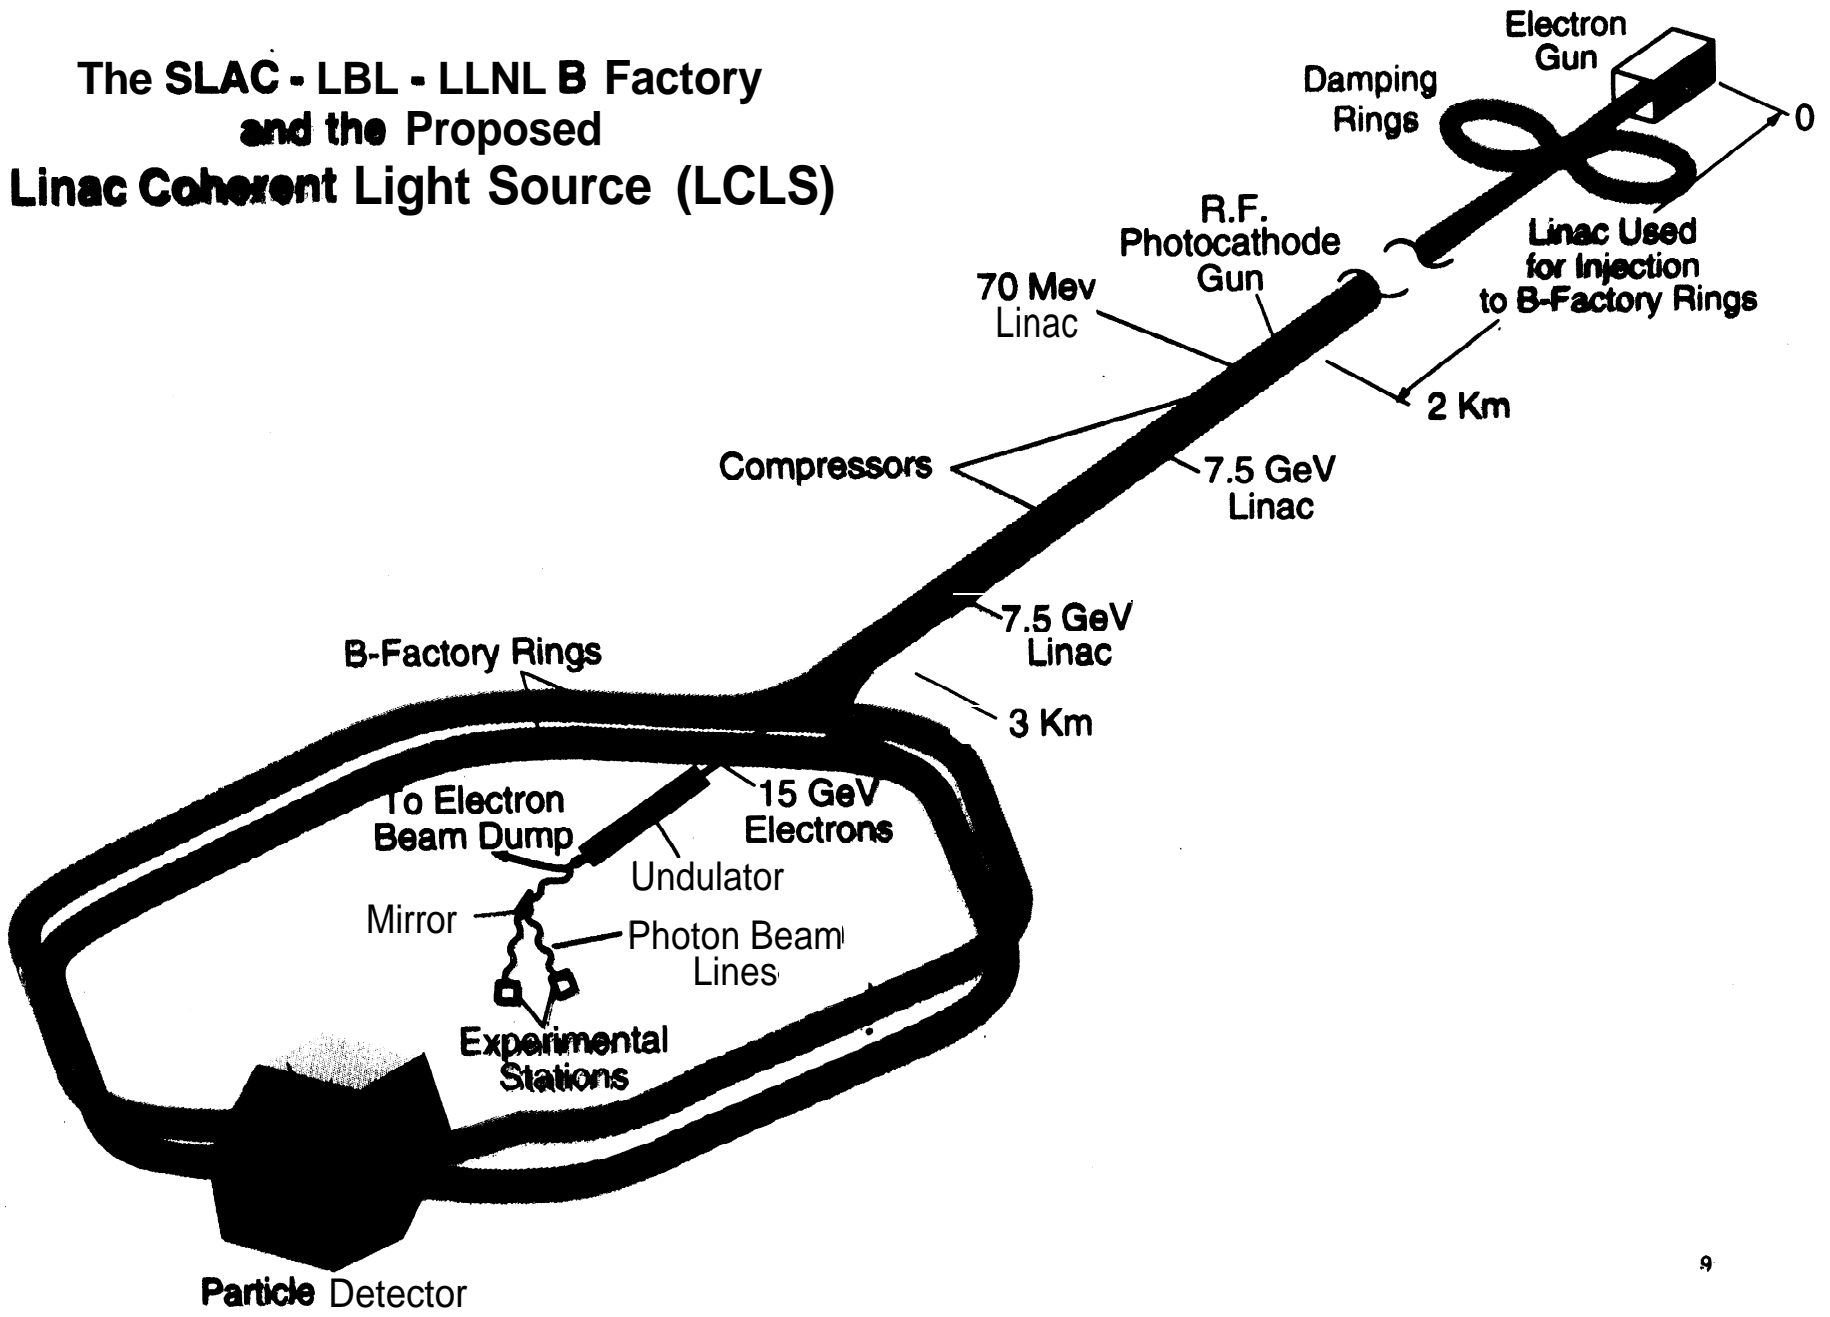 The SLAC - LBL - LLNL B Factory
and the Proposed
Linac Coherent Light Source (LCLS)
Electron
Gun
Damping
Rings
0
Linac Used
for Injection
to B-Factory Rings
R.F.
Photocathode
Gun
70 Mev
Linac
2 Km
Compressors
7.5 GeV
Linac
7.5 GeV
Linac
B-Factory Rings
3 Km
To Electron
Beam Dump
15 GeV
Electrons
Undulator
Mirror
Photon Beam
Lines
Experimental
Stations
Particle Detector
9